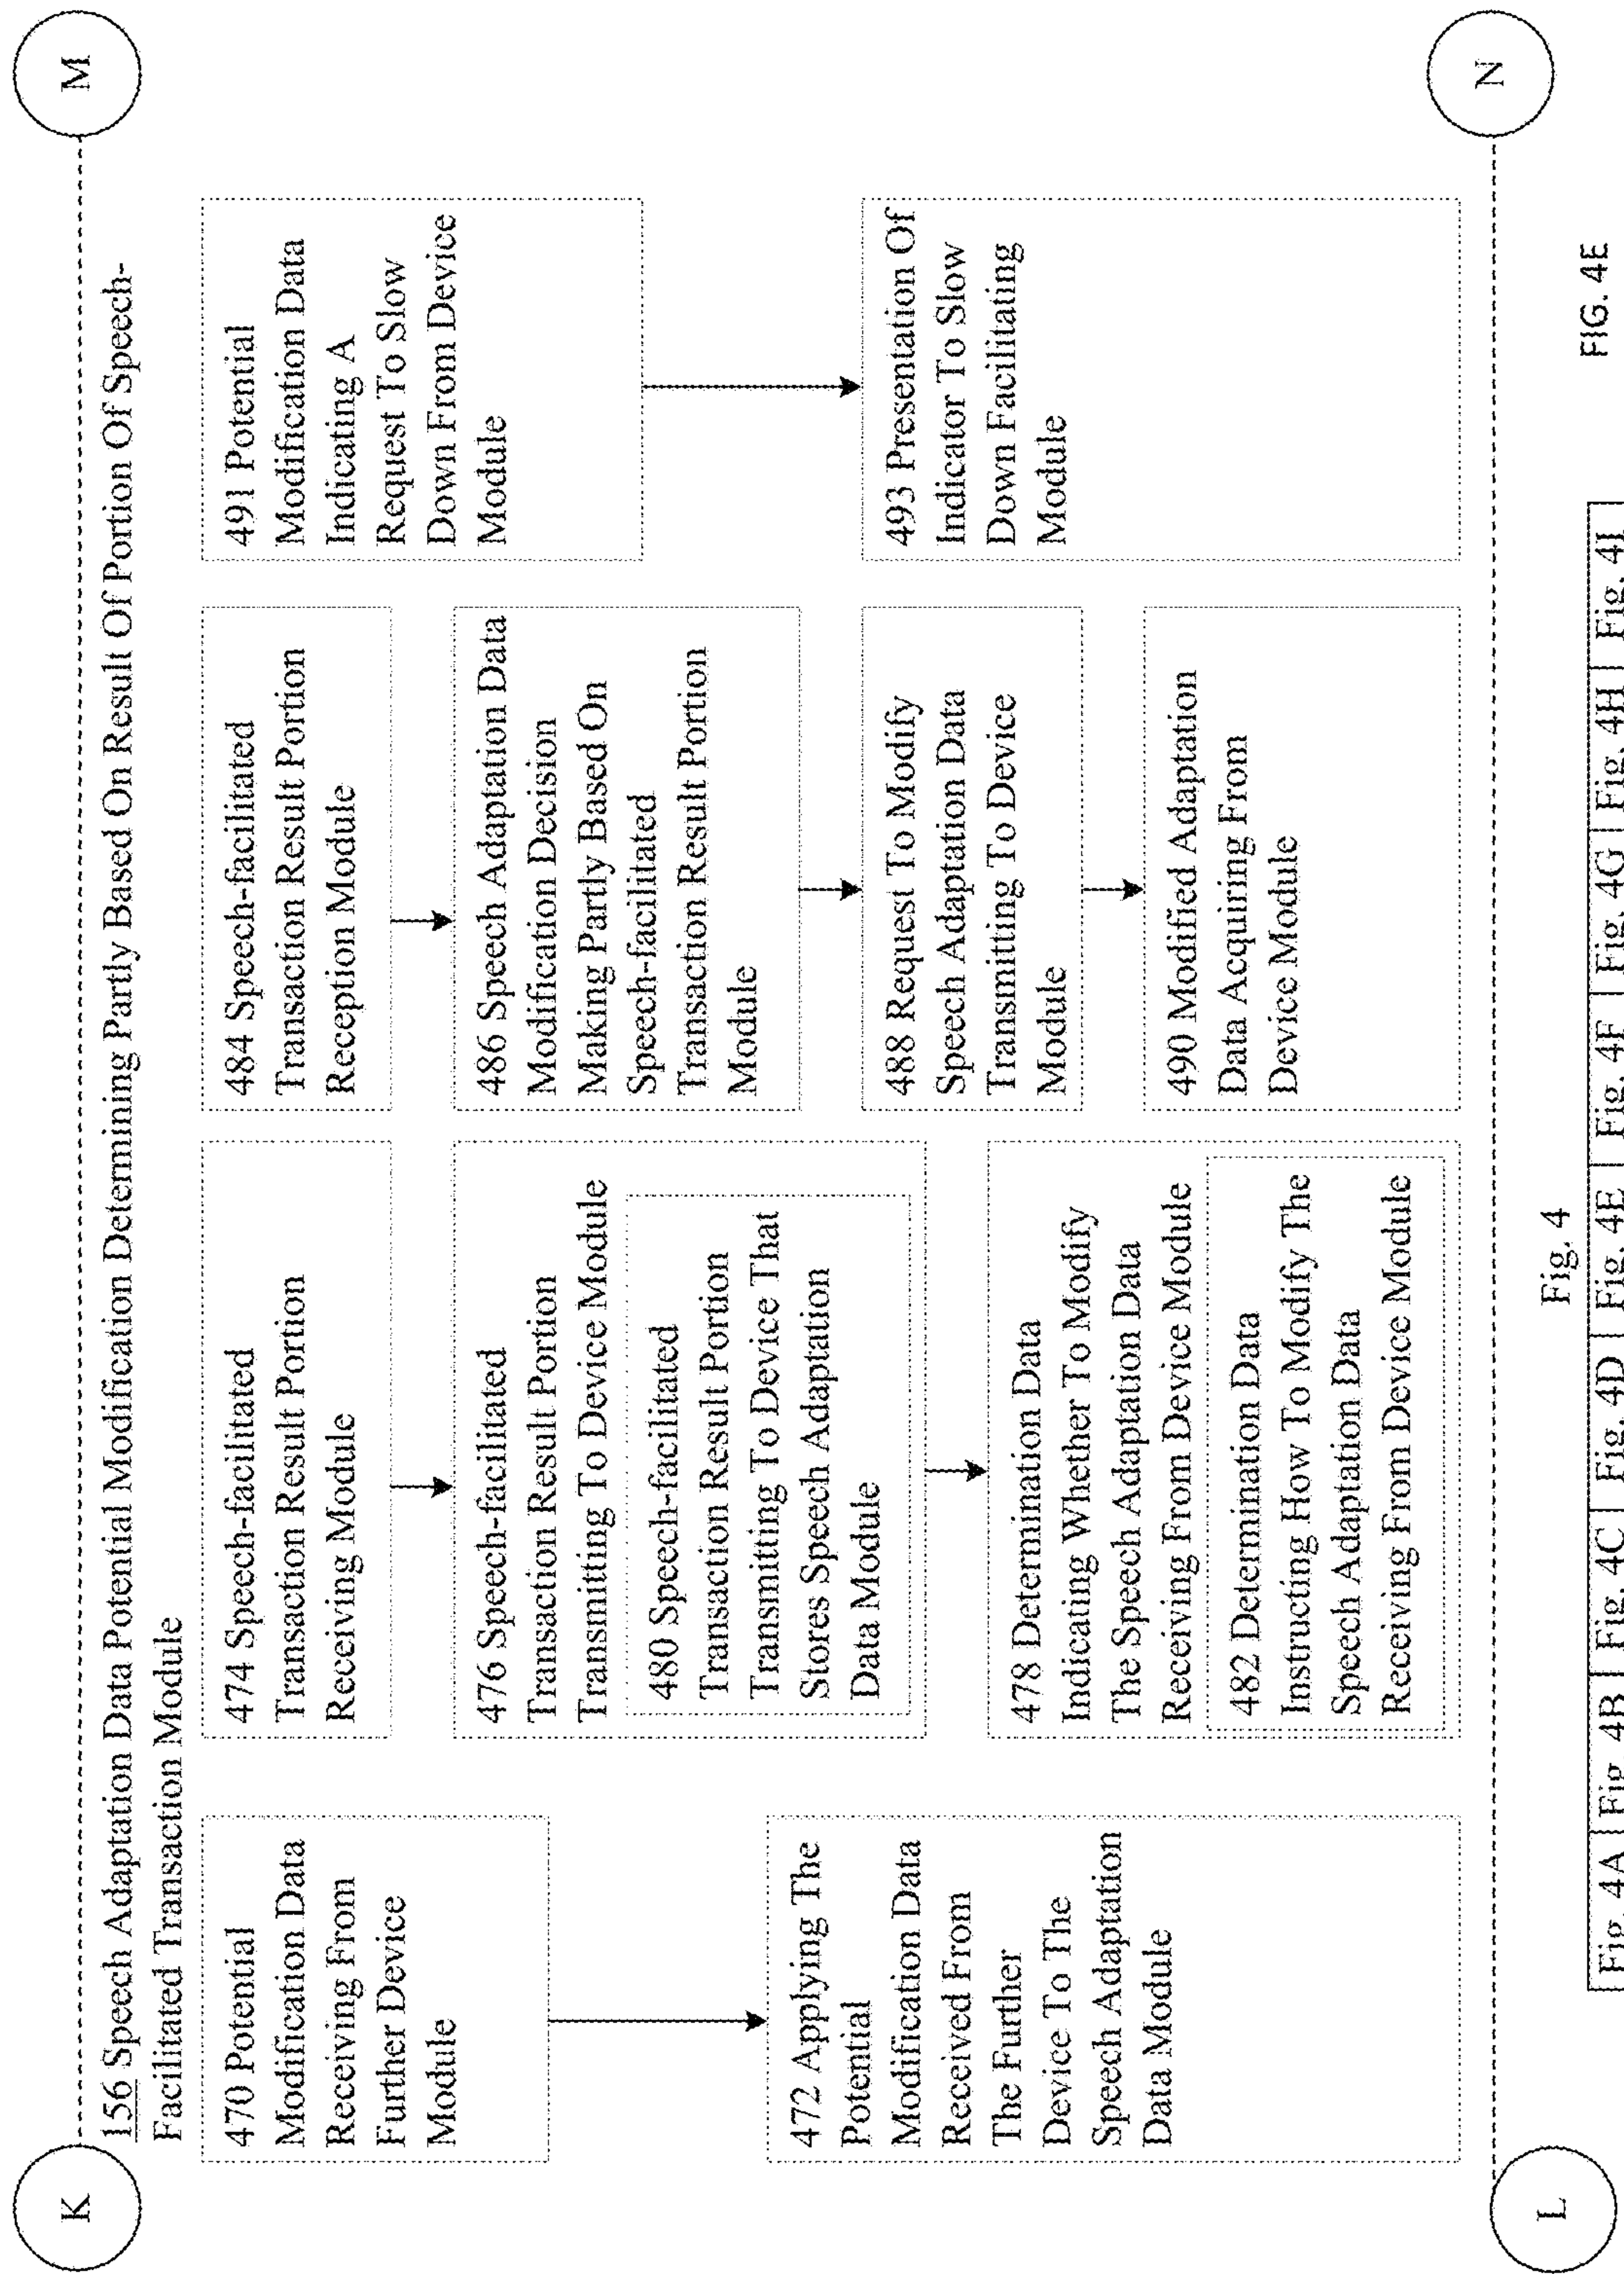 K
M
156 Speech Adaptation Data Potential Modification Determining Partly Based On Result Of Portion Of Speech-
Facilitated Transaction Module
470 Potential
Modification Data
Receiving From
Further Device
Module
472 Applying The
Potential
Modification Data
Received From
The Further
Device To The
Speech Adaptation
Data Module
474 Speech-facilitated
Transaction Result Portion
Receiving Module
476 Speech-facilitated
Transaction Result Portion
Transmitting To Device Module
480 Speech-facilitated
Transaction Result Portion
Transmitting To Device That
Stores Speech Adaptation
Data Module
478 Determination Data
Indicating Whether To Modify
The Speech Adaptation Data
Receiving From Device Module
482 Determination Data
Instructing How To Modify The
Speech Adaptation Data
Receiving From Device Module
484 Speech-facilitated
Transaction Result Portion
Reception Module
486 Speech Adaptation Data
Modification Decision
Making Partly Based On
Speech-facilitated
Transaction Result Portion
Module
488 Request To Modify
Speech Adaptation Data
Transmitting To Device
Module
490 Modified Adaptation
Data Acquiring From
Device Module
491 Potential
Modification Data
Indicating A
Request To Slow
Down From Device
Module
493 Presentation Of
Indicator To Slow
Down Facilitating
Module
L
N
Fig. 4
FIG. 4E
Fig. 4A Fig. 4B Fig. 4C Fig. 4D Fig. 4E Fig. 4F Fig. 4G Fig. 4H Fig. 4I